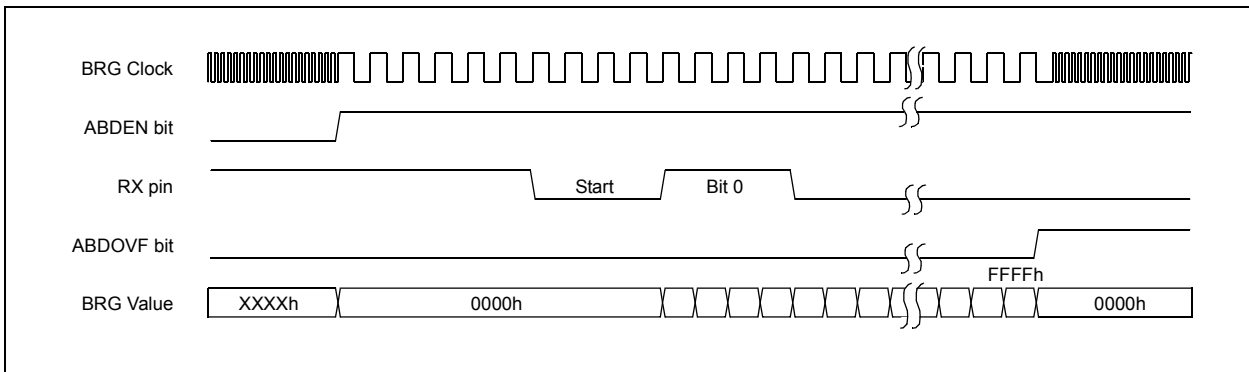 BRG Clock
ABDEN bit
RX pin
Start
Bit 0
ABDOVF bit
FFFFh
BRG Value
XXXXh
0000h
0000h